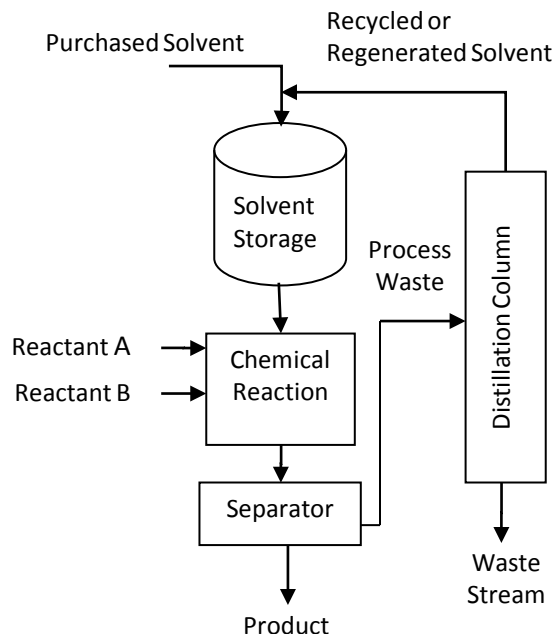 Purchased Solvent
Recycled or
Regenerated Solvent
Solvent
Storage
Process
Waste
Distillation Column
Reactant A
Reactant B
Chemical
Reaction
Separator
Waste
Stream
Product